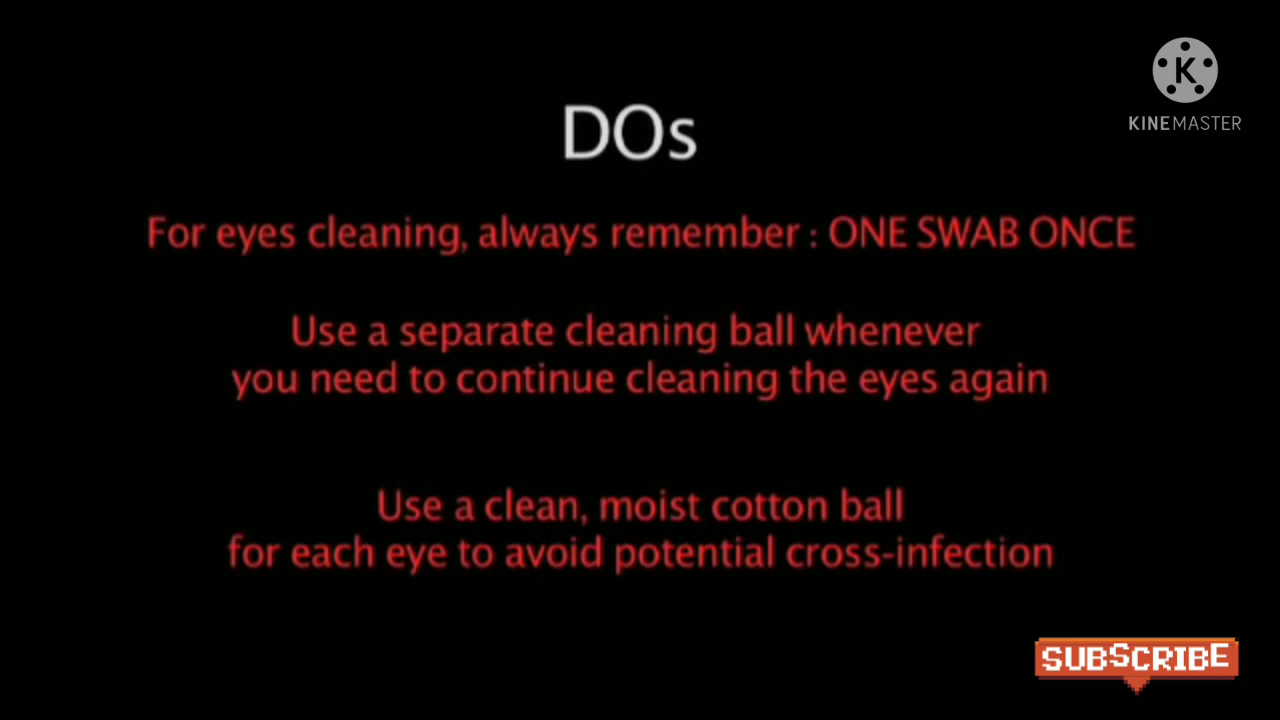 K
KINEMASTER
DOs
For eyes cleaning, always remember : ONE SWAB ONCE
Use a separate cleaning ball whenever
you need to continue cleaning the eyes again
Use a clean, moist cotton ball
for each eye to avoid potential cross-infection
SUBSCRIBE